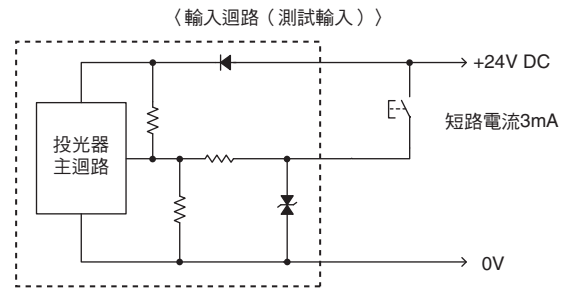 〈輸入迴路（測試輸入）〉
+24V DC
短路電流3mA
投光器
主迴路
0V